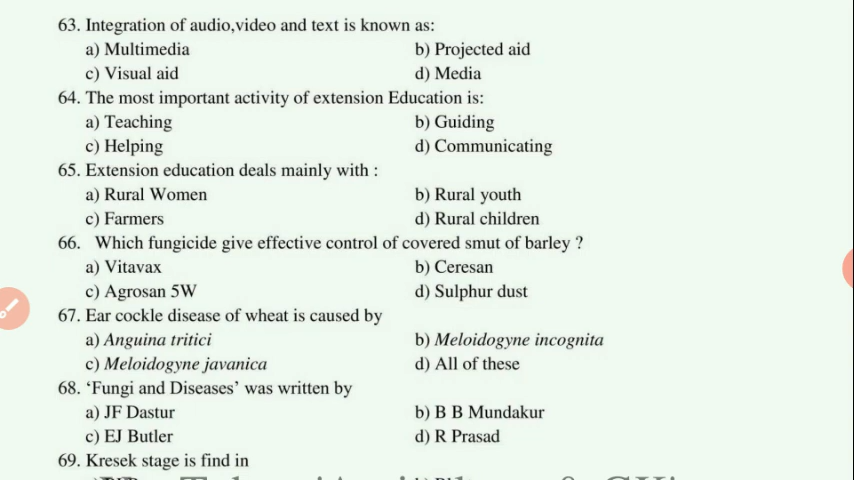 63. Integration of audio,video and text is known as:
a) Multimedia b) Projected aid
c) Visual aid d) Media
64. The most important activity of extension Education is:
a) Teaching b) Guiding
c) Helping d) Communicating
65. Extension education deals mainly with :
a) Rural Women b) Rural youth
c) Farmers d) Rural children
66. Which fungicide give effective control of covered smut of barley ?
a) Vitavax b) Ceresan
c) Agrosan 5W d) Sulphur dust
67. Ear cockle disease of wheat is caused by
a) Anguina tritici b) Meloidogyne incognita
c) Meloidogyne javanica d) All of these
68. ‘Fungi and Diseases’ was written by
a) JF Dastur b) B B Mundakur
c) EJ Butler d) R Prasad
69. Kresek stage is find in